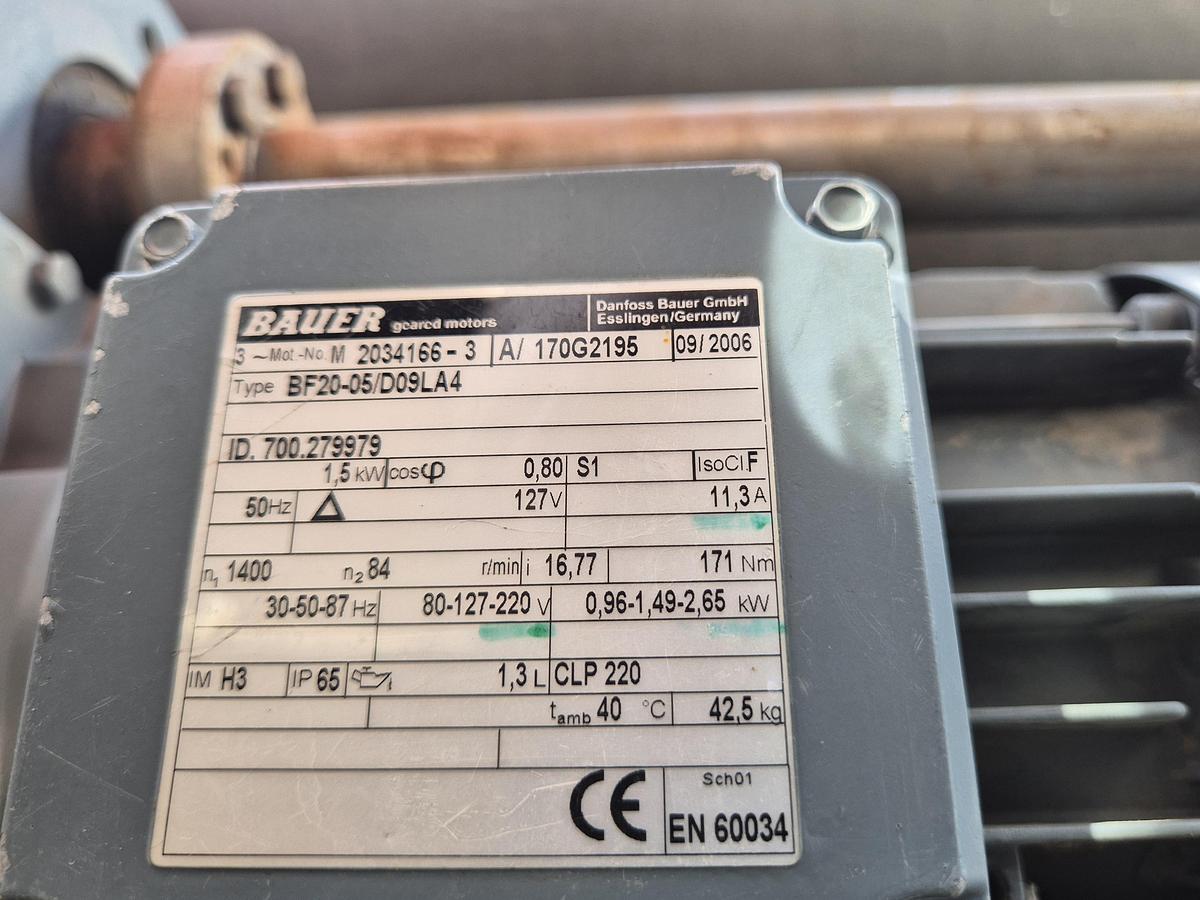 BAUER geared motors
Danfoss Bauer GmbH
Esslingen/Germany
3 ~ Mot.-No. M 2034166 - 3 A/ 170G2195 09/2006
Type BF20-05/D09LA4
ID. 700.279979
1,5 kW cosφ 0,80 S1 IsoCl.F
50Hz Δ 127V 11,3 A
n1 1400 n2 84 r/min i 16,77 171 Nm
30-50-87 Hz 80-127-220 V 0,96-1,49-2,65 kW
IM H3 IP 65 1,3 L CLP 220
tamb 40 °C 42,5 kg
CE
Sch01
EN 60034